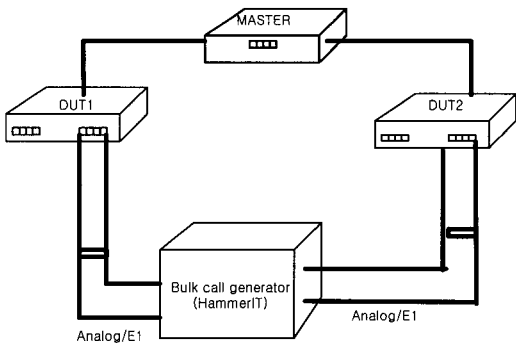 MASTER
DUT1
DUT2
Bulk call generator
(HammerIT)
Analog/E1
Analog/E1